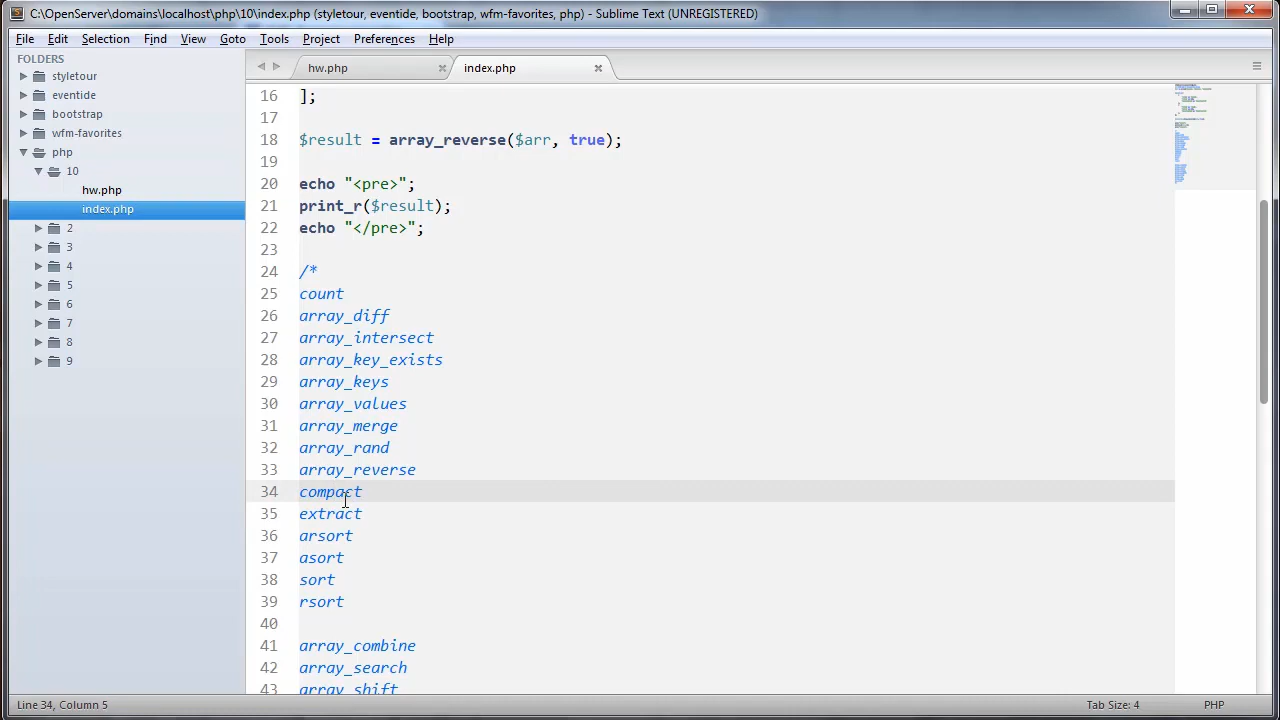 C:\OpenServer\domains\localhost\php\10\index.php (styletour, eventide, bootstrap, wfm-favorites, php) - Sublime Text (UNREGISTERED)
File Edit Selection Find View Goto Tools Project Preferences Help
FOLDERS
styletour
eventide
bootstrap
wfm-favorites
php
10
hw.php
index.php
2
3
4
5
6
7
8
9
hw.php index.php
16 ];
17
18 $result = array_reverse($arr, true);
19
20 echo "<pre>";
21 print_r($result);
22 echo "</pre>";
23
24 /*
25 count
26 array_diff
27 array_intersect
28 array_key_exists
29 array_keys
30 array_values
31 array_merge
32 array_rand
33 array_reverse
34 compact
35 extract
36 arsort
37 asort
38 sort
39 rsort
40
41 array_combine
42 array_search
43 array_shift
Line 34, Column 5 Tab Size: 4 PHP